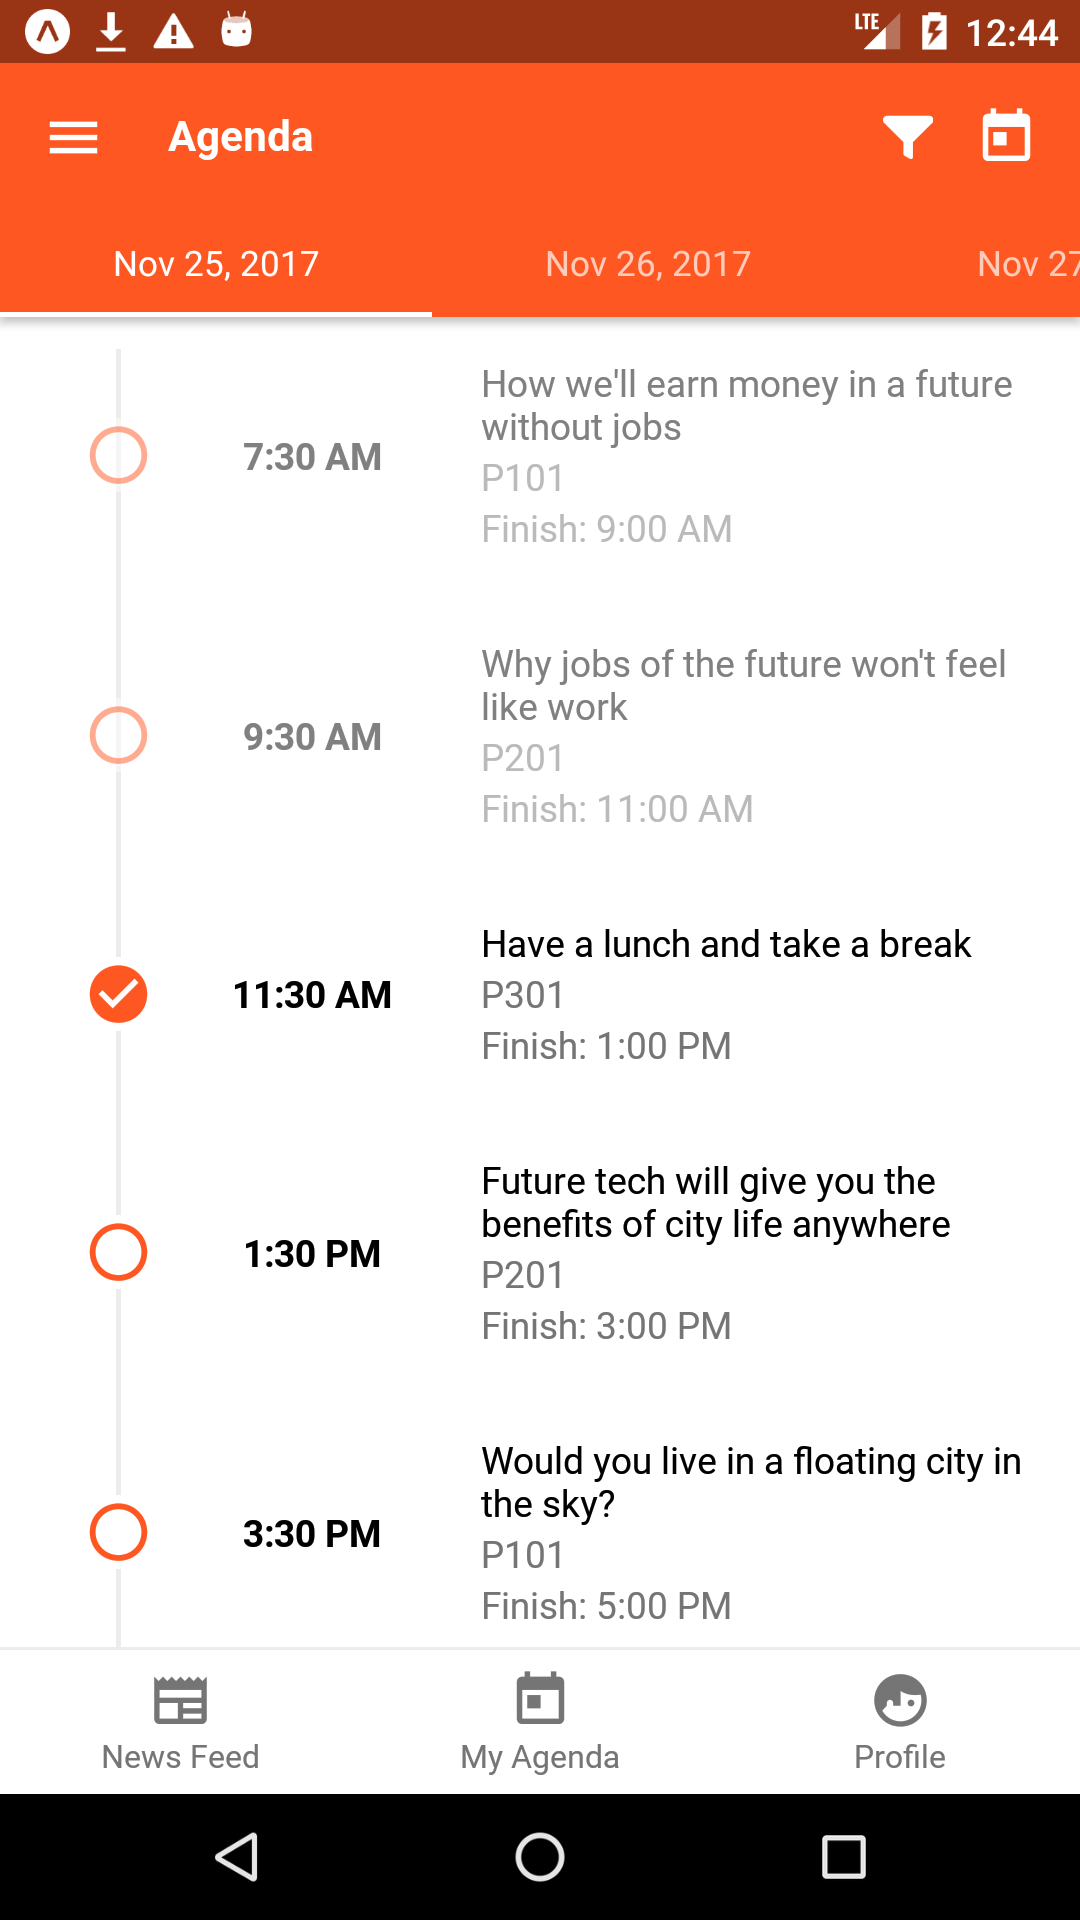 LTE 12:44
Agenda
Nov 25, 2017 Nov 26, 2017 Nov 27
How we'll earn money in a future
without jobs
7:30 AM
P101
Finish: 9:00 AM
Why jobs of the future won't feel
like work
9:30 AM
P201
Finish: 11:00 AM
Have a lunch and take a break
11:30 AM
P301
Finish: 1:00 PM
Future tech will give you the
benefits of city life anywhere
1:30 PM
P201
Finish: 3:00 PM
Would you live in a floating city in
the sky?
3:30 PM
P101
Finish: 5:00 PM
News Feed My Agenda Profile